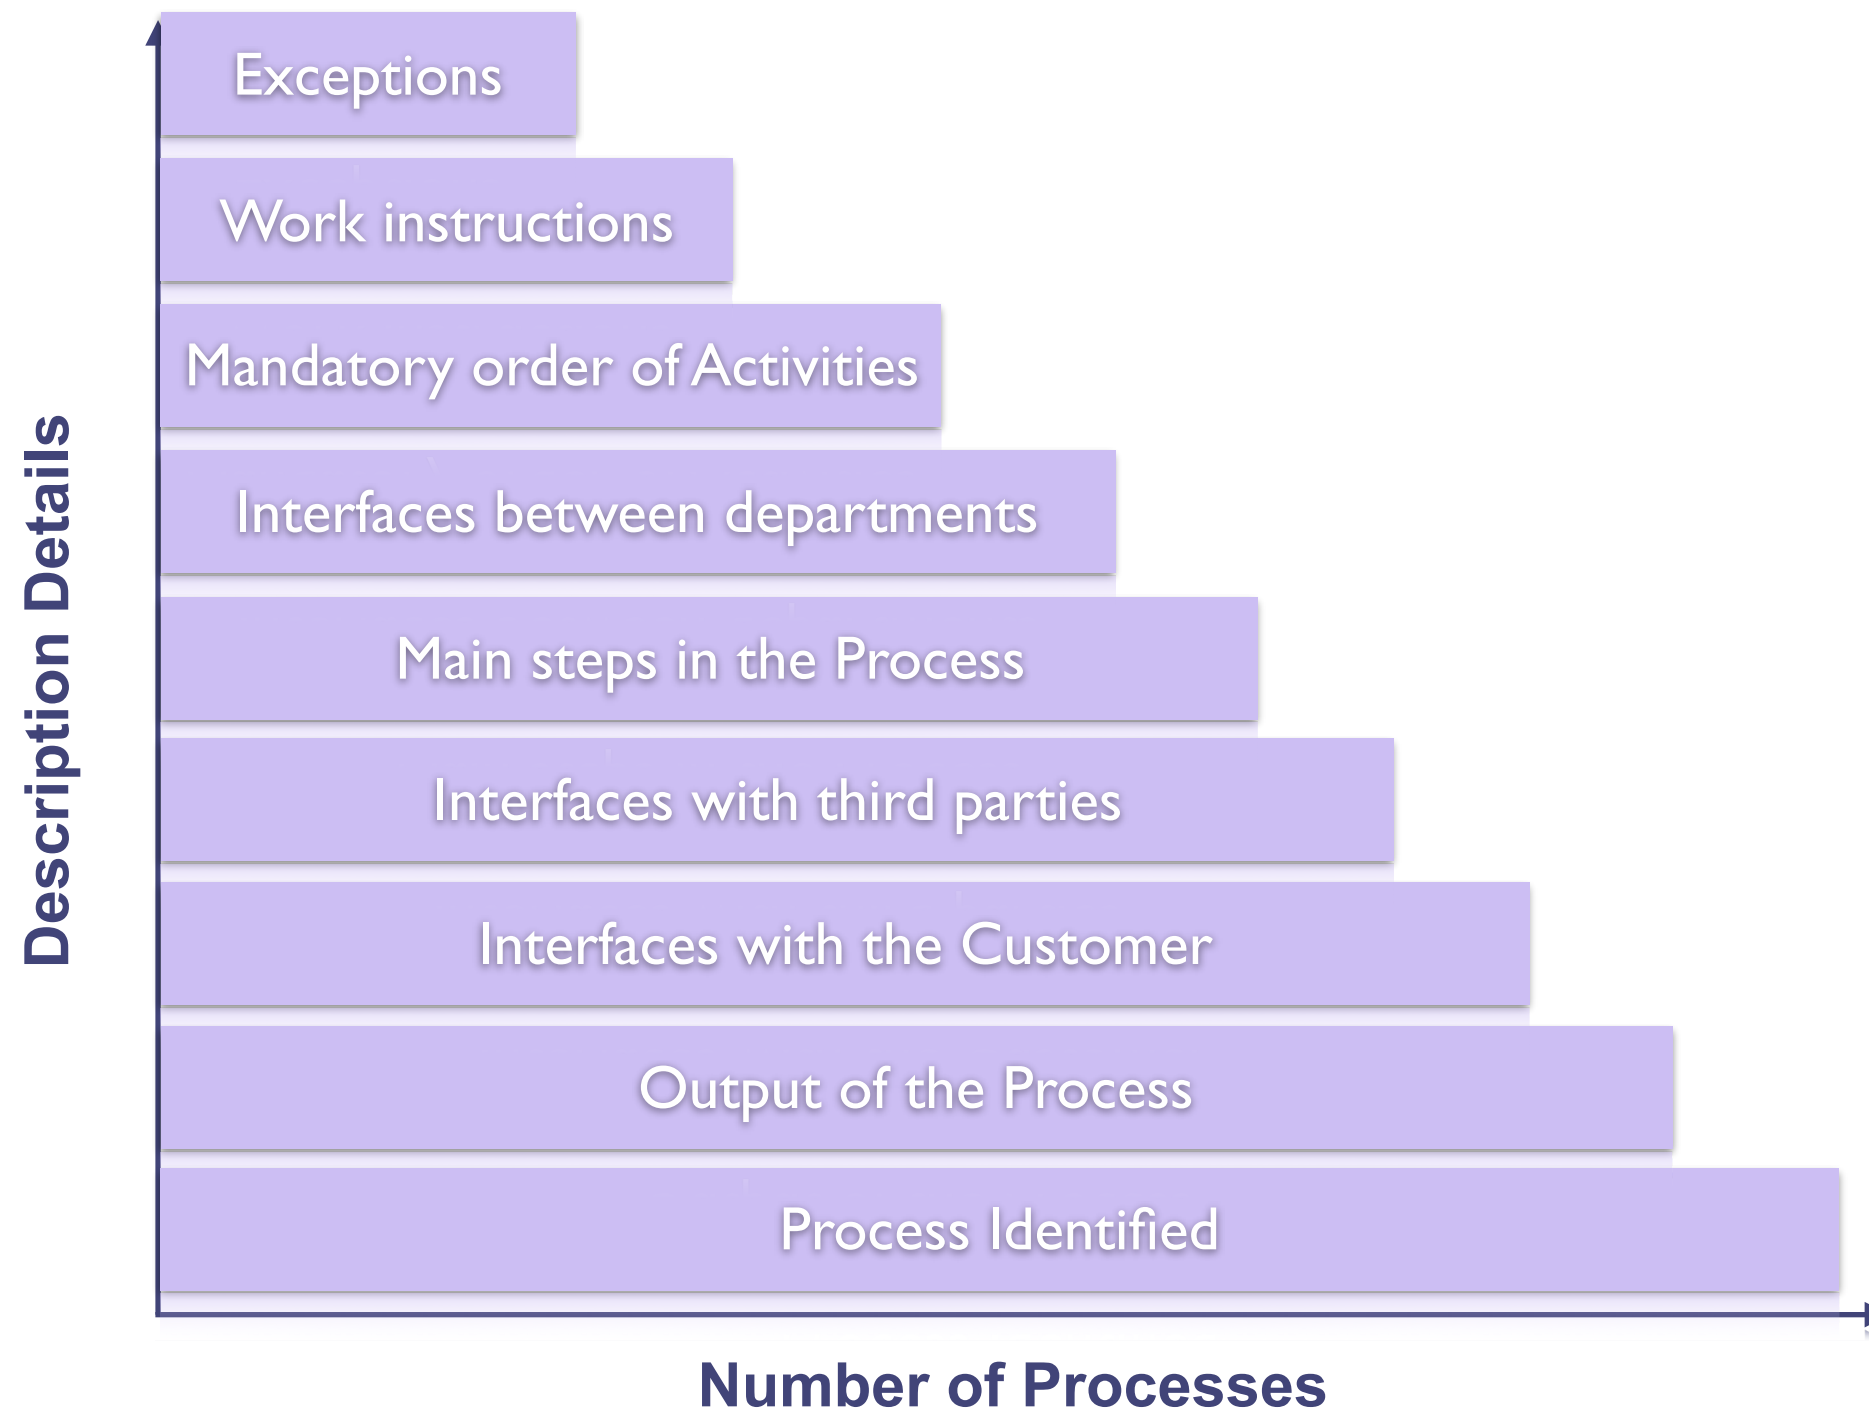 Exceptions
Work instructions
Mandatory order of Activities
Interfaces between departments
Main steps in the Process
Interfaces with third parties
Interfaces with the Customer
Output of the Process
Process Identified
Description Details
Number of Processes